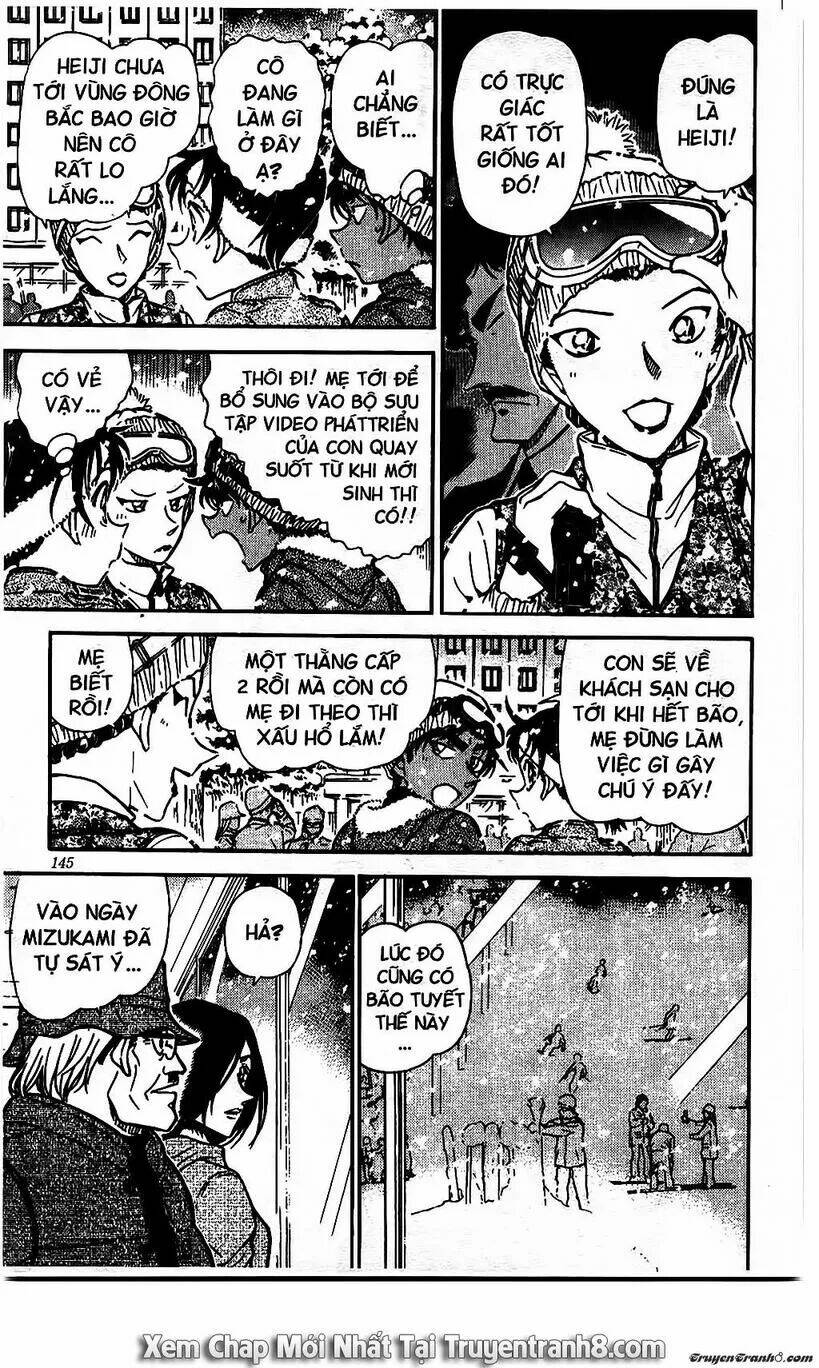 ĐÚNG
LÀ
HEIJI!
CÓ TRỰC
GIÁC
RẤT TỐT
GIỐNG AI
ĐÓ!
AI
CHẲNG
BIẾT...
CÔ
ĐANG
LÀM GÌ
Ở ĐÂY
Ạ?
HEIJI CHƯA
TỚI VÙNG ĐÔNG
BẮC BAO GIỜ
NÊN CÔ
RẤT LO
LẮNG...
THÔI ĐI! MẸ TỚI ĐỂ
BỔ SUNG VÀO BỘ SƯU
TẬP VIDEO PHÁTTRIỂN
CỦA CON QUAY
SUỐT TỪ KHI MỚI
SINH THÌ
CÓ!!
CÓ VẺ
VẬY...
CON SẼ VỀ
KHÁCH SẠN CHO
TỚI KHI HẾT BÃO,
MẸ ĐỪNG LÀM
VIỆC GÌ GÂY
CHÚ Ý ĐẤY!
MỘT THẰNG CẤP
2 RỒI MÀ CÒN CÓ
MẸ ĐI THEO THÌ
XẤU HỔ LẮM!
MẸ
BIẾT
RỒI!
145
LÚC ĐÓ
CŨNG CÓ
BÃO TUYẾT
THẾ NÀY
...
HẢ?
VÀO NGÀY
MIZUKAMI ĐÃ
TỰ SÁT Ý...
Xem Chap Mới Nhất Tại Truyentranh8.com
TruyenTranh8.com